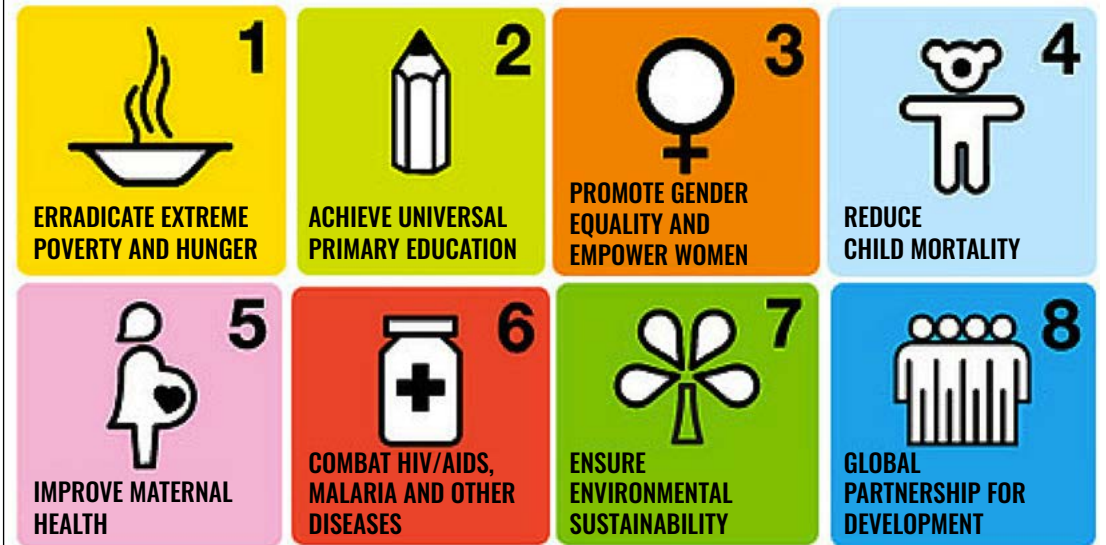 1
ERRADICATE EXTREME
POVERTY AND HUNGER
2
ACHIEVE UNIVERSAL
PRIMARY EDUCATION
3
PROMOTE GENDER
EQUALITY AND
EMPOWER WOMEN
4
REDUCE
CHILD MORTALITY
5
IMPROVE MATERNAL
HEALTH
6
COMBAT HIV/AIDS,
MALARIA AND OTHER
DISEASES
7
ENSURE
ENVIRONMENTAL
SUSTAINABILITY
8
GLOBAL
PARTNERSHIP FOR
DEVELOPMENT